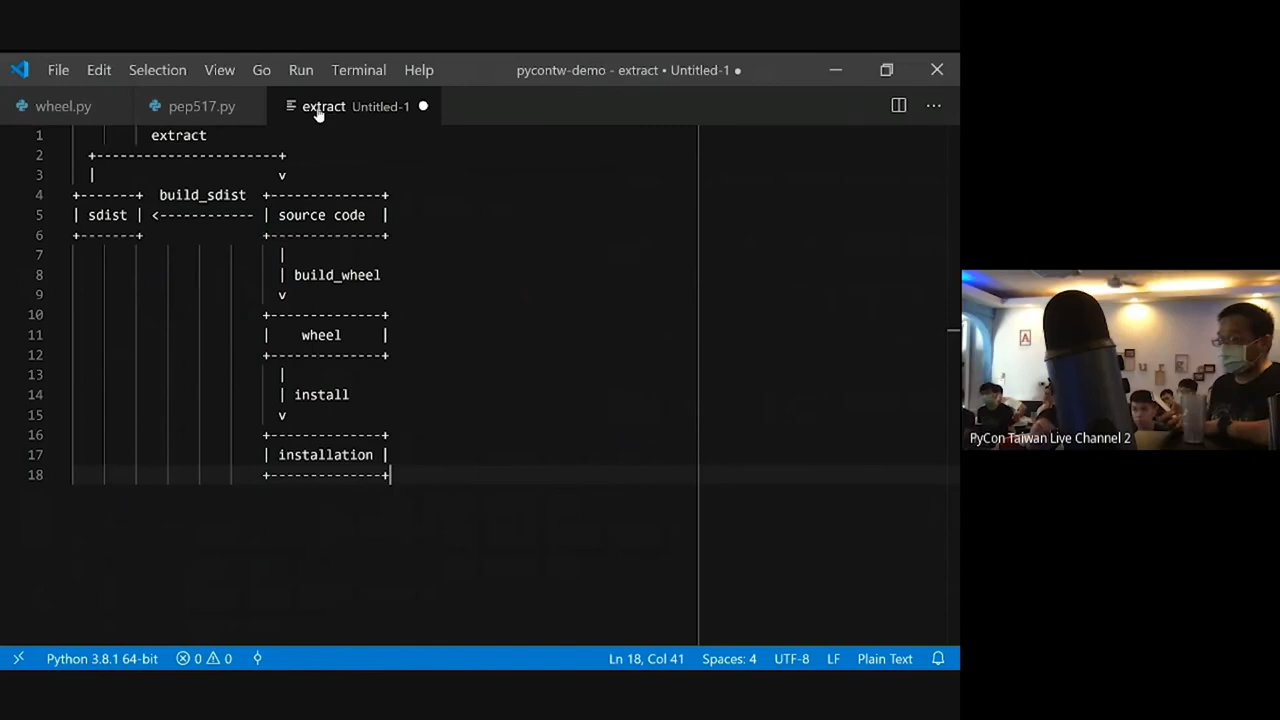 File Edit Selection View Go Run Terminal Help pycontw-demo - extract • Untitled-1 ●
wheel.py pep517.py extract Untitled-1 ●
1 extract
2 +------------------------+
3 | v
4 +-------+ build_sdist +--------------+
5 | sdist | <------------ | source code |
6 +-------+ +--------------+
7 |
8 | build_wheel
9 v
10 +--------------+
11 | wheel |
12 +--------------+
13 |
14 | install
15 v
16 +--------------+
17 | installation |
18 +--------------+
PyCon Taiwan Live Channel 2
Python 3.8.1 64-bit 0 0 Ln 18, Col 41 Spaces: 4 UTF-8 LF Plain Text